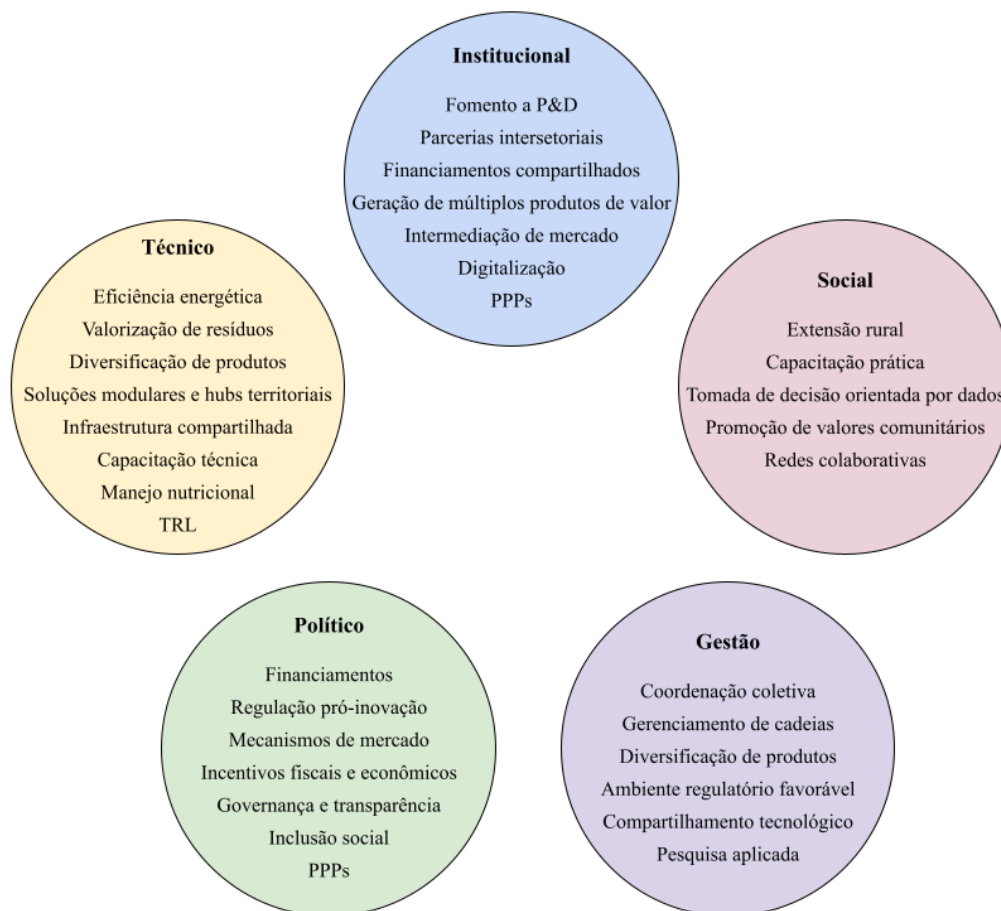 Institucional
Fomento a P&D
Parcerias intersetoriais
Financiamentos compartilhados
Geração de múltiplos produtos de valor
Intermediação de mercado
Digitalização
PPPs
Técnico
Eficiência energética
Valorização de resíduos
Diversificação de produtos
Soluções modulares e hubs territoriais
Infraestrutura compartilhada
Capacitação técnica
Manejo nutricional
TRL
Social
Extensão rural
Capacitação prática
Tomada de decisão orientada por dados
Promoção de valores comunitários
Redes colaborativas
Político
Financiamentos
Regulação pró-inovação
Mecanismos de mercado
Incentivos fiscais e econômicos
Governança e transparência
Inclusão social
PPPs
Gestão
Coordenação coletiva
Gerenciamento de cadeias
Diversificação de produtos
Ambiente regulatório favorável
Compartilhamento tecnológico
Pesquisa aplicada